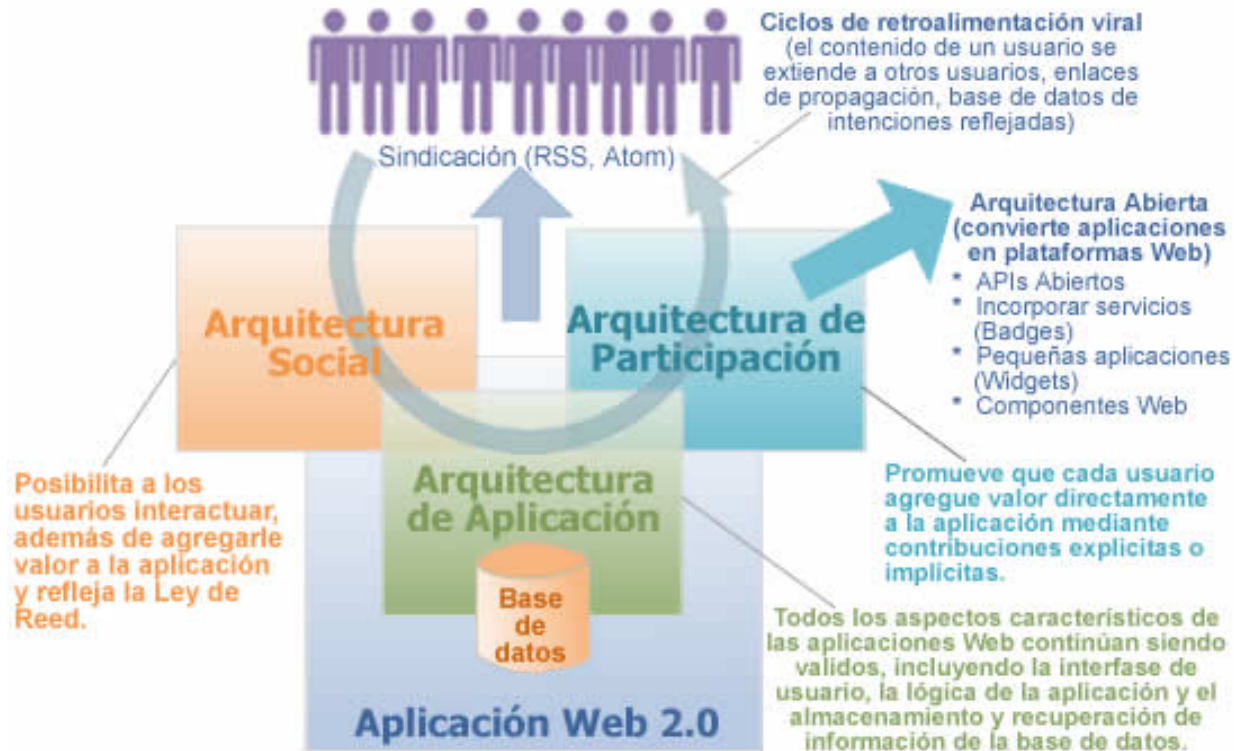 Ciclos de retroalimentación viral
(el contenido de un usuario se
extiende a otros usuarios, enlaces
de propagación, base de datos de
intenciones reflejadas)
Sindicación (RSS, Atom)
Arquitectura Abierta
(convierte aplicaciones
en plataformas Web)
* APIs Abiertos
* Incorporar servicios
(Badges)
* Pequeñas aplicaciones
(Widgets)
* Componentes Web
Arquitectura
Social
Arquitectura de
Participación
Arquitectura
de Aplicación
Base
de
datos
Aplicación Web 2.0
Posibilita a los
usuarios interactuar,
además de agregarle
valor a la aplicación
y refleja la Ley de
Reed.
Promueve que cada usuario
agregue valor directamente
a la aplicación mediante
contribuciones explicitas o
implícitas.
Todos los aspectos característicos de
las aplicaciones Web continúan siendo
validos, incluyendo la interfase de
usuario, la lógica de la aplicación y el
almacenamiento y recuperación de
información de la base de datos.